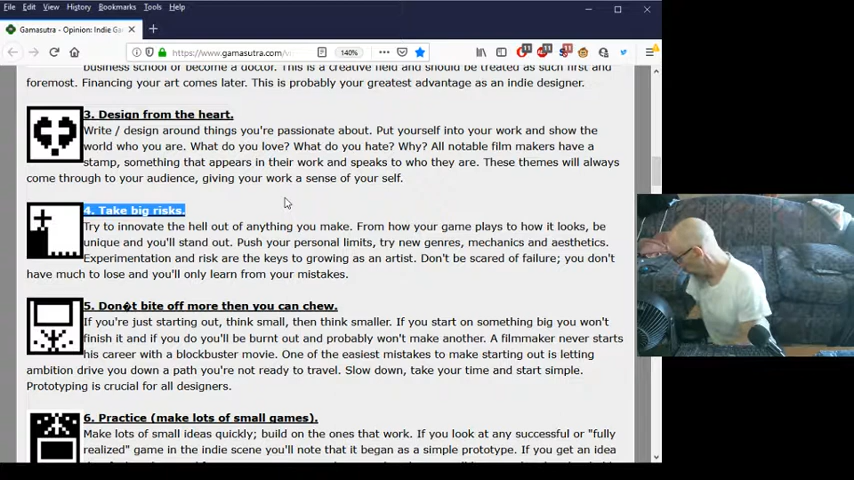 File Edit View History Bookmarks Tools Help
Gamasutra - Opinion: Indie Ga
https://www.gamasutra.com/vi
140%
business school or become a doctor. This is a creative field and should be treated as such first and
foremost. Financing your art comes later. This is probably your greatest advantage as an indie designer.
3. Design from the heart.
Write / design around things you're passionate about. Put yourself into your work and show the
world who you are. What do you love? What do you hate? Why? All notable film makers have a
stamp, something that appears in their work and speaks to who they are. These themes will always
come through to your audience, giving your work a sense of your self.
4. Take big risks.
Try to innovate the hell out of anything you make. From how your game plays to how it looks, be
unique and you'll stand out. Push your personal limits, try new genres, mechanics and aesthetics.
Experimentation and risk are the keys to growing as an artist. Don't be scared of failure; you don't
have much to lose and you'll only learn from your mistakes.
5. Don�t bite off more then you can chew.
If you're just starting out, think small, then think smaller. If you start on something big you won't
finish it and if you do you'll be burnt out and probably won't make another. A filmmaker never starts
his career with a blockbuster movie. One of the easiest mistakes to make starting out is letting
ambition drive you down a path you're not ready to travel. Slow down, take your time and start simple.
Prototyping is crucial for all designers.
6. Practice (make lots of small games).
Make lots of small ideas quickly; build on the ones that work. If you look at any successful or "fully
realized" game in the indie scene you'll note that it began as a simple prototype. If you get an idea